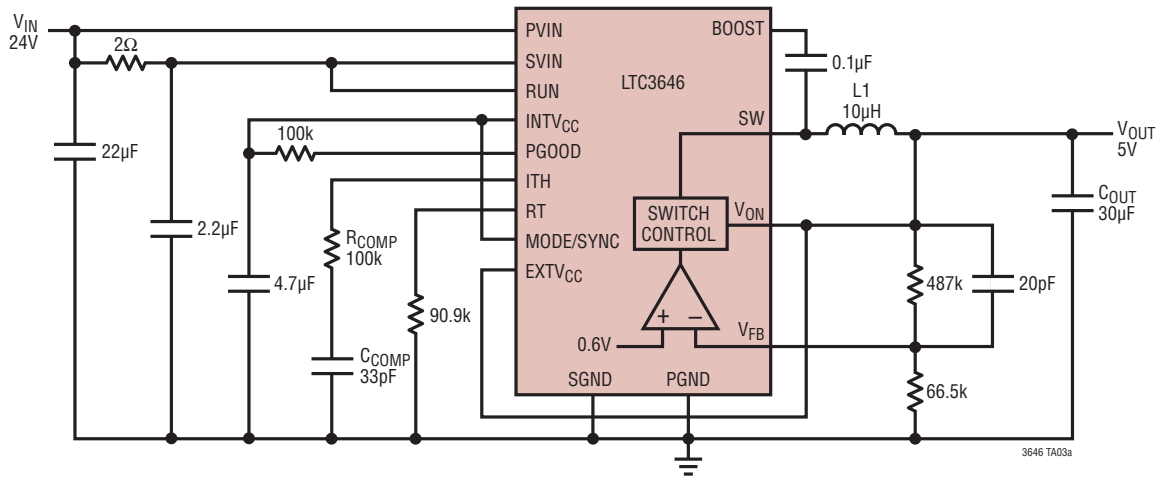 VIN
24V
2Ω
22µF
2.2µF
100k
4.7µF
RCOMP
100k
CCOMP
33pF
90.9k
PVIN
SVIN
RUN
INTVCC
PGOOD
ITH
RT
MODE/SYNC
EXTVCC
LTC3646
BOOST
SW
SWITCH
CONTROL
VON
+ –
0.6V
VFB
SGND
PGND
0.1µF
L1
10µH
VOUT
5V
COUT
30µF
487k
20pF
66.5k
3646 TA03a